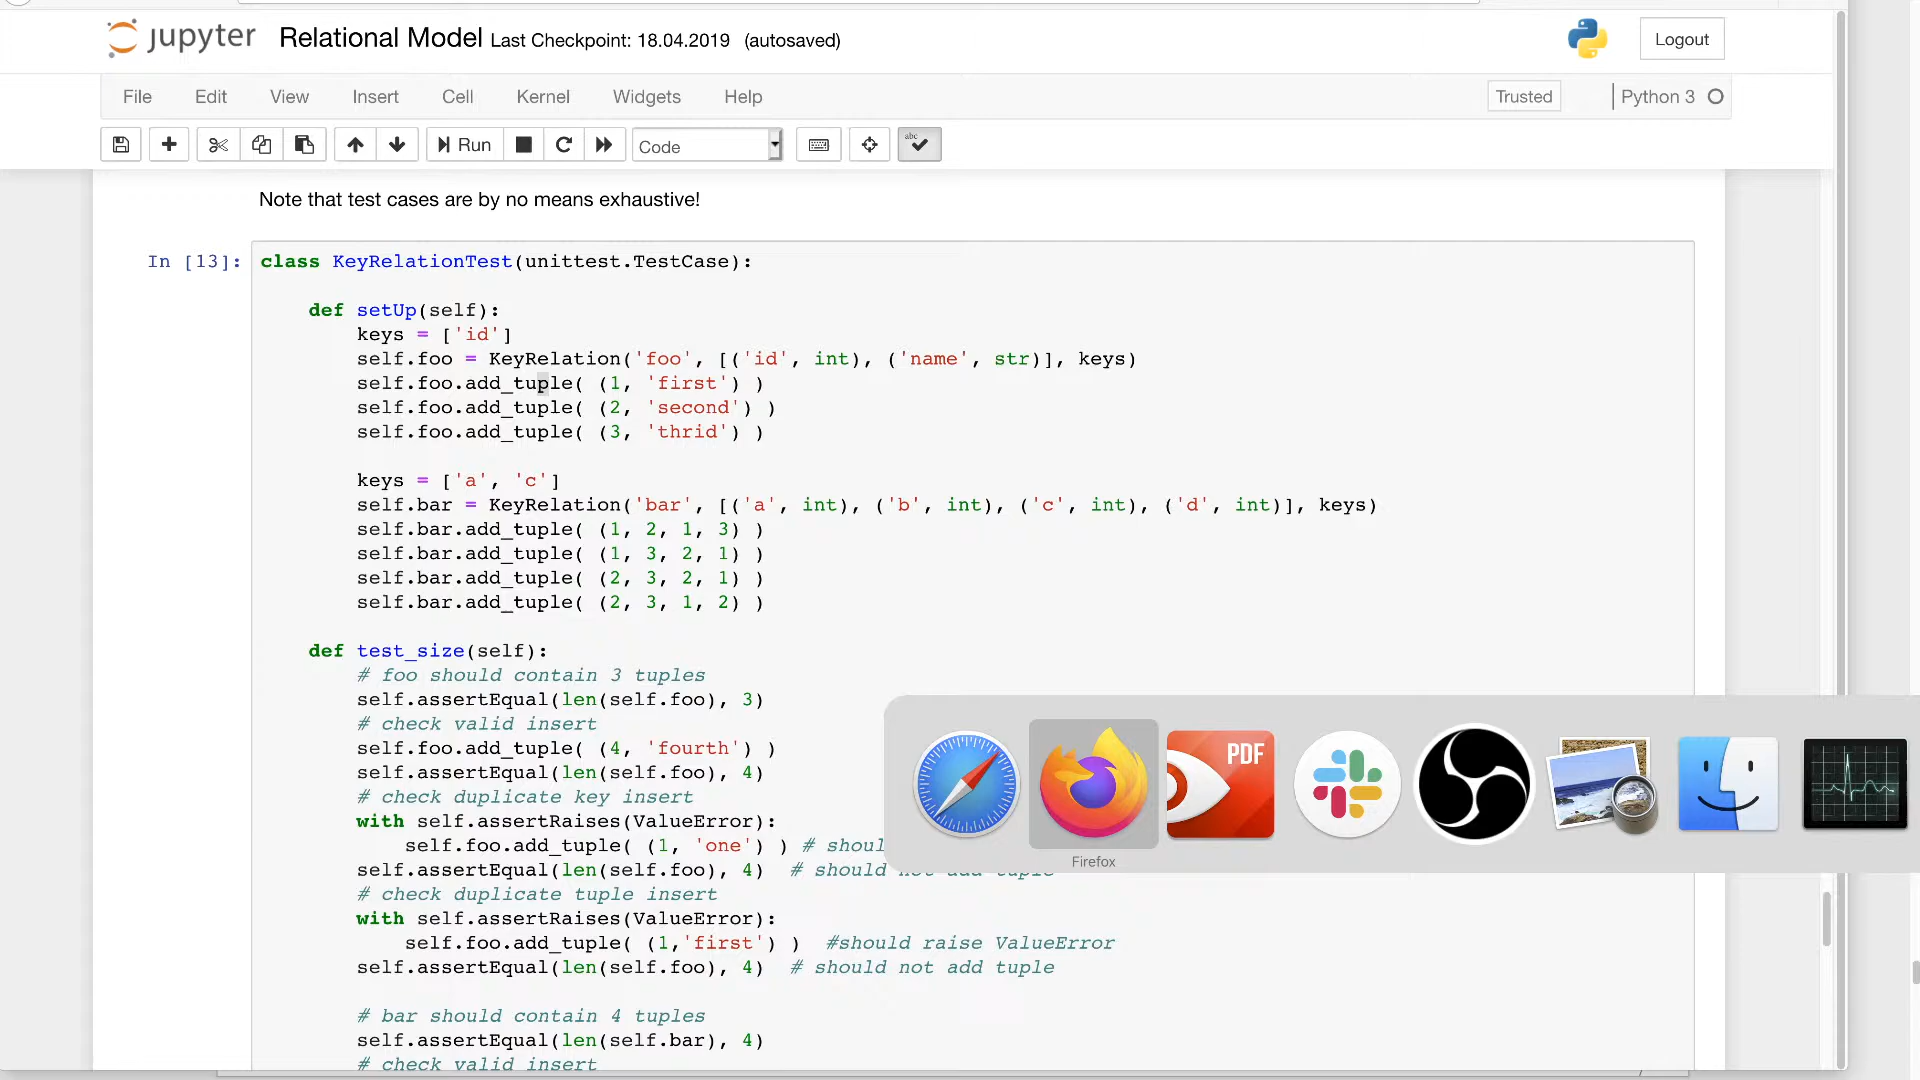 jupyter Relational Model Last Checkpoint: 18.04.2019 (autosaved) Logout
File Edit View Insert Cell Kernel Widgets Help Trusted Python 3
Run Code abc
Note that test cases are by no means exhaustive!
In [13]: class KeyRelationTest(unittest.TestCase):
def setUp(self):
keys = ['id']
self.foo = KeyRelation('foo', [('id', int), ('name', str)], keys)
self.foo.add_tuple( (1, 'first') )
self.foo.add_tuple( (2, 'second') )
self.foo.add_tuple( (3, 'thrid') )
keys = ['a', 'c']
self.bar = KeyRelation('bar', [('a', int), ('b', int), ('c', int), ('d', int)], keys)
self.bar.add_tuple( (1, 2, 1, 3) )
self.bar.add_tuple( (1, 3, 2, 1) )
self.bar.add_tuple( (2, 3, 2, 1) )
self.bar.add_tuple( (2, 3, 1, 2) )
def test_size(self):
# foo should contain 3 tuples
self.assertEqual(len(self.foo), 3)
# check valid insert
self.foo.add_tuple( (4, 'fourth') )
self.assertEqual(len(self.foo), 4)
# check duplicate key insert
with self.assertRaises(ValueError):
self.foo.add_tuple( (1, 'one') ) # shoul
self.assertEqual(len(self.foo), 4) # should not add tuple
# check duplicate tuple insert
with self.assertRaises(ValueError):
self.foo.add_tuple( (1,'first') ) #should raise ValueError
self.assertEqual(len(self.foo), 4) # should not add tuple
# bar should contain 4 tuples
self.assertEqual(len(self.bar), 4)
# check valid insert
PDF
Firefox